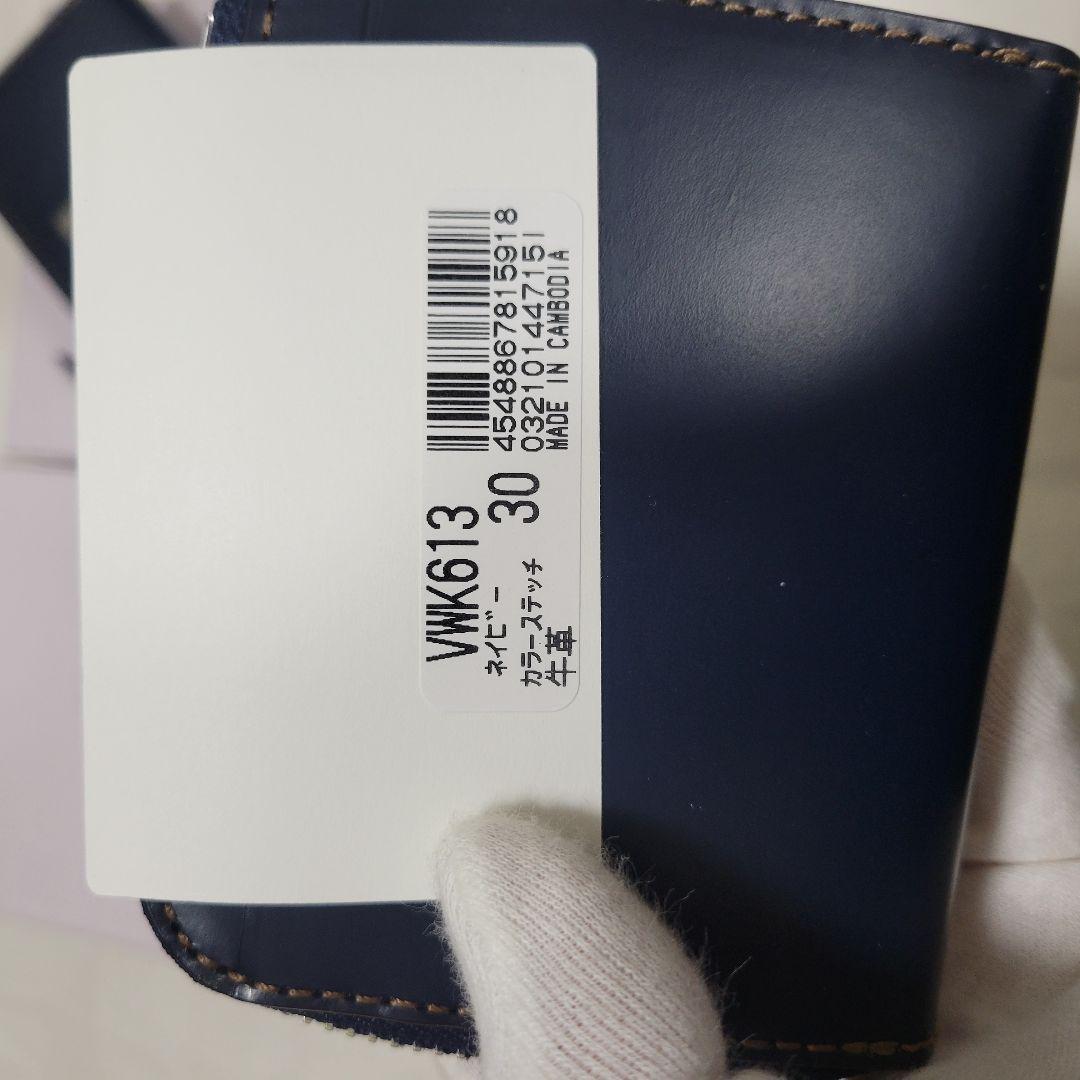 VWK613
ネイビー 30
カラーステッチ
牛革
4548867815918
0321014471５
MADE IN CAMBODIA